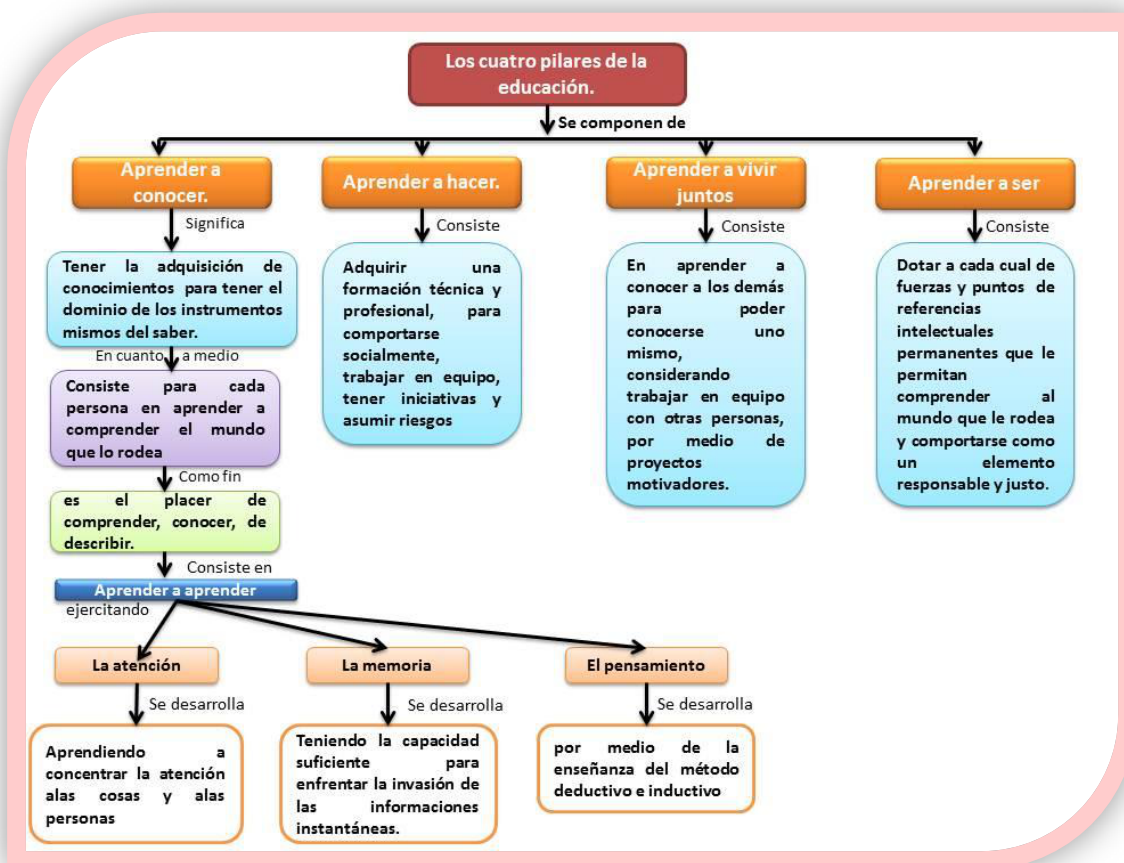 Los cuatro pilares de la
educación.
Se componen de
Aprender a
conocer.
Aprender a hacer.
Aprender a vivir
juntos
Aprender a ser
Significa
Consiste
Consiste
Consiste
Tener la adquisición de
conocimientos para tener el
dominio de los instrumentos
mismos del saber.
En cuanto a medio
Consiste para cada
persona en aprender a
comprender el mundo
que lo rodea
Como fin
es el placer de
comprender, conocer, de
describir.
Consiste en
Aprender a aprender
ejercitando
Adquirir una
formación técnica y
profesional, para
comportarse
socialmente,
trabajar en equipo,
tener iniciativas y
asumir riesgos
En aprender a
conocer a los demás
para poder
conocerse uno
mismo,
considerando
trabajar en equipo
con otras personas,
por medio de
proyectos
motivadores.
Dotar a cada cual de
fuerzas y puntos de
referencias
intelectuales
permanentes que le
permitan
comprender al
mundo que le rodea
y comportarse como
un elemento
responsable y justo.
La atención
La memoria
El pensamiento
Se desarrolla
Se desarrolla
Se desarrolla
Aprendiendo a
concentrar la atención
alas cosas y alas
personas
Teniendo la capacidad
suficiente para
enfrentar la invasión de
las informaciones
instantáneas.
por medio de la
enseñanza del método
deductivo e inductivo